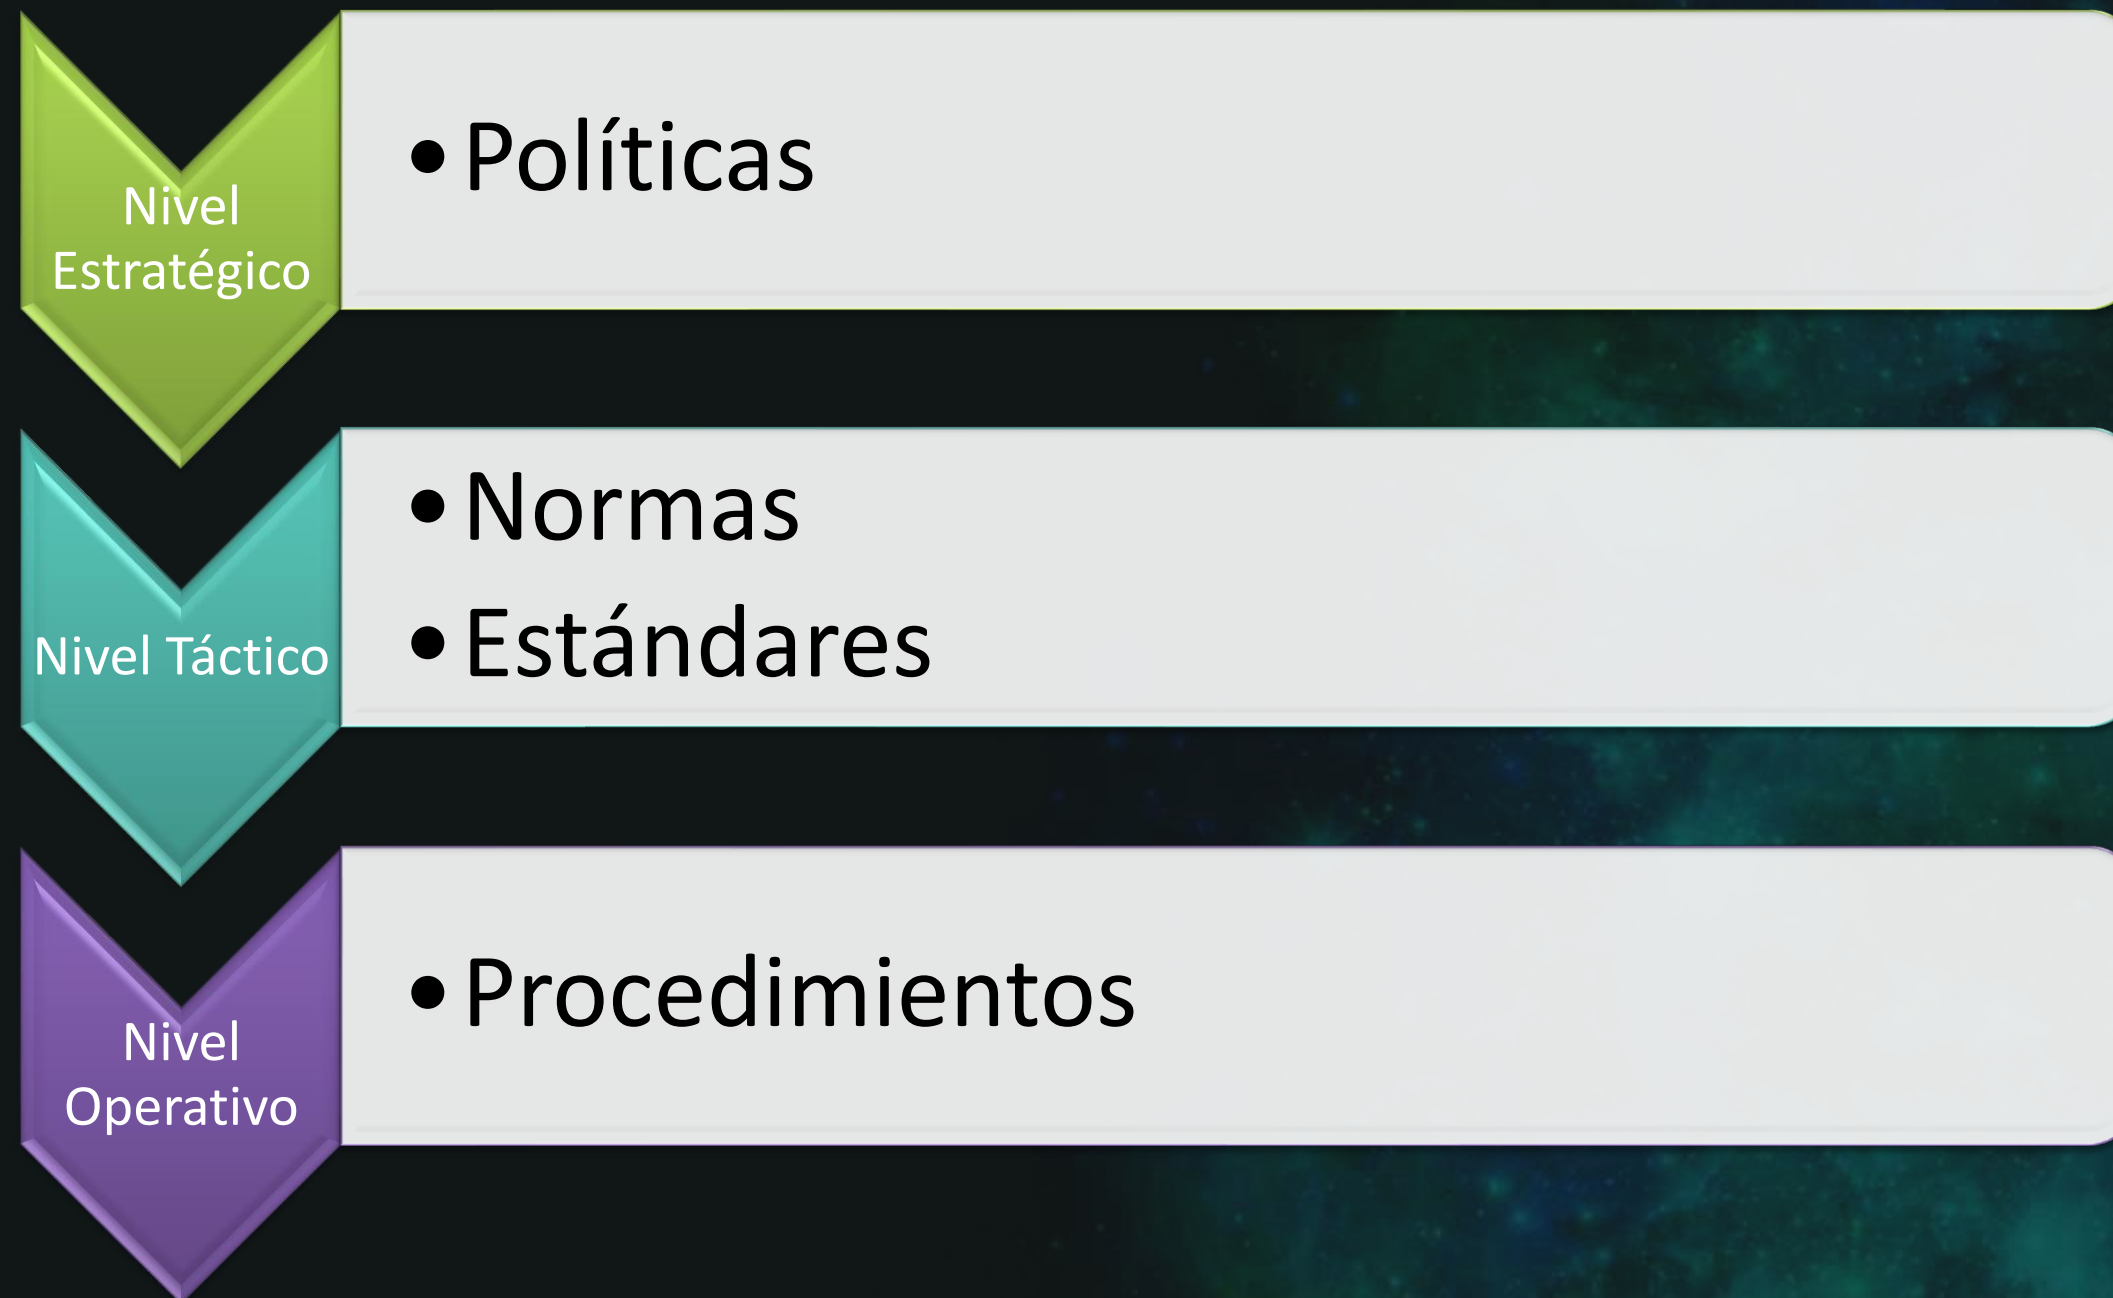 Nivel
Estratégico
•Políticas
Nivel Táctico
•Normas
•Estándares
Nivel
Operativo
•Procedimientos